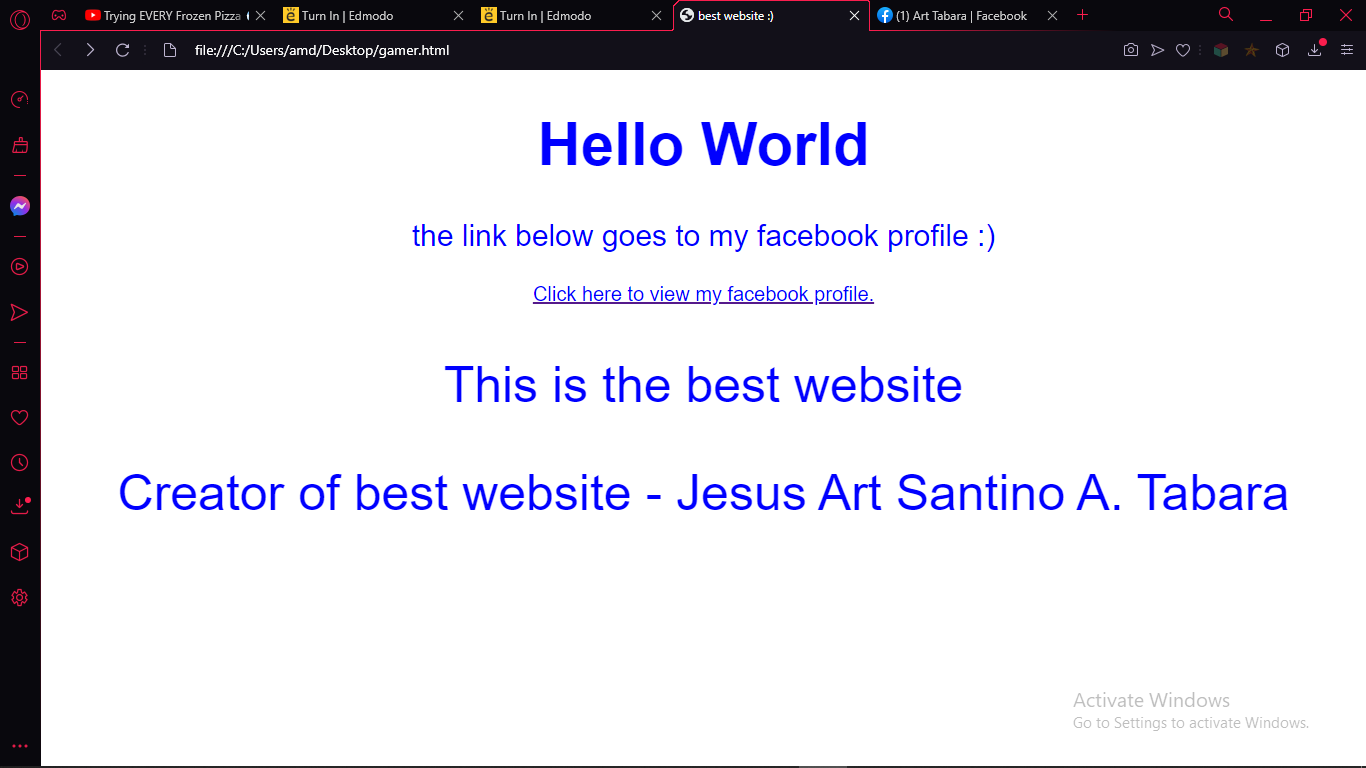 Trying EVERY Frozen Pizza
Turn In | Edmodo
Turn In | Edmodo
best website :)
(1) Art Tabara | Facebook
file:///C:/Users/amd/Desktop/gamer.html
Hello World
the link below goes to my facebook profile :)
Click here to view my facebook profile.
This is the best website
Creator of best website - Jesus Art Santino A. Tabara
Activate Windows
Go to Settings to activate Windows.